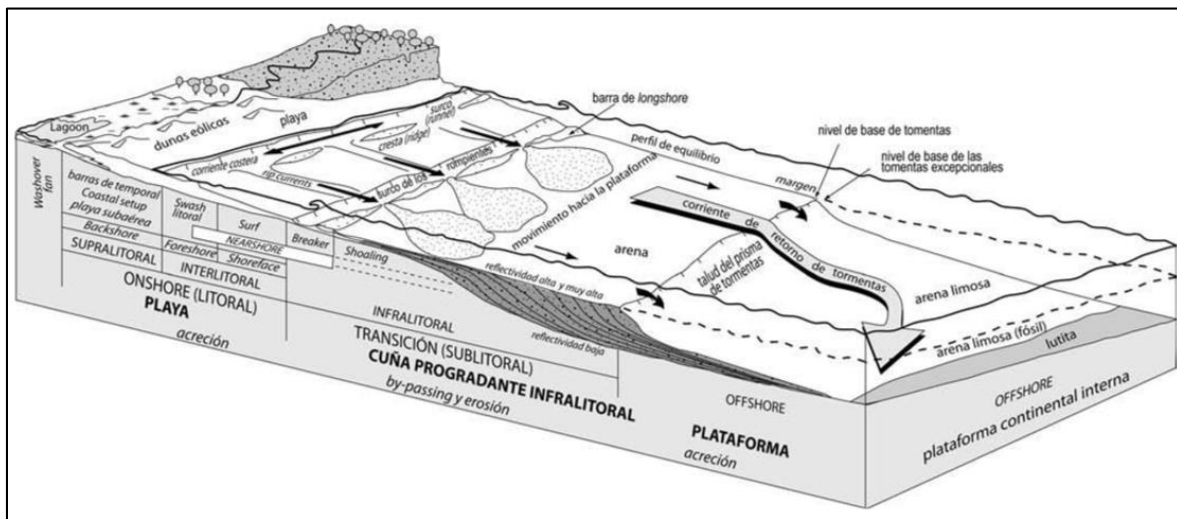 Lagoon
dunas eólicas
playa
surco
(runner)
cresta (ridge)
corriente costera
rip currents
surco de los rompientes
barra de longshore
perfil de equilibrio
nivel de base de tomentas
nivel de base de las
tomentas excepcionales
margen
movimiento hacia la plataforma
corriente de retorno de tormentas
arena
talud del prisma
de tormentas
arena limosa
arena limosa (fósil)
lutita
Washover
fan
barras de temporal
Coastal setup
playa subaérea
Backshore
SUPRALITORAL
Swash
litoral
Foreshore
INTERLITORAL
Surf
NEARSHORE
Shoreface
Breaker
Shoaling
reflectividad alta y muy alta
reflectividad baja
ONSHORE (LITORAL)
PLAYA
acreción
INFRALITORAL
TRANSICIÓN (SUBLITORAL)
CUÑA PROGRADANTE INFRALITORAL
by-passing y erosión
OFFSHORE
PLATAFORMA
acreción
OFFSHORE
plataforma continental interna